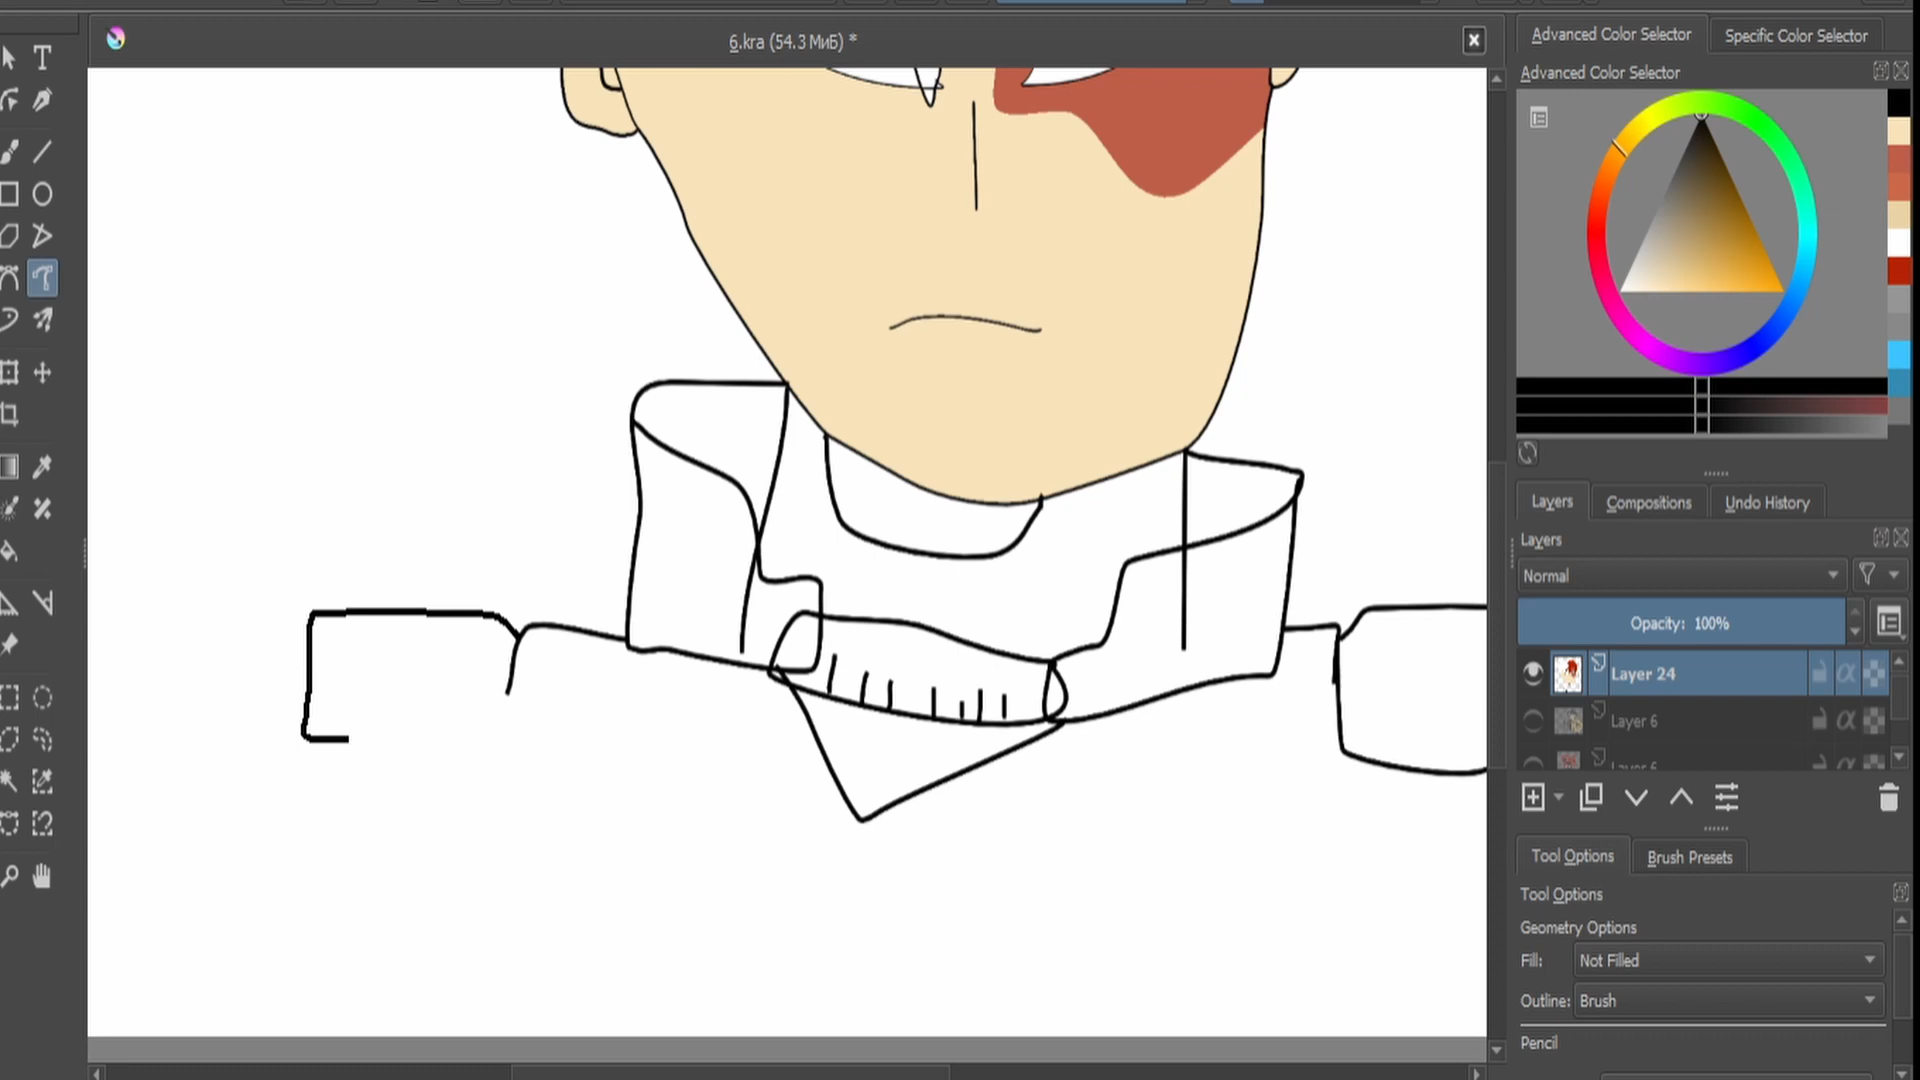 6.kra (54.3 МиБ) *
Advanced Color Selector
Specific Color Selector
Advanced Color Selector
Layers
Compositions
Undo History
Layers
Normal
Opacity: 100%
Layer 24
Layer 6
Layer 6
Tool Options
Brush Presets
Tool Options
Geometry Options
Fill: Not Filled
Outline: Brush
Pencil